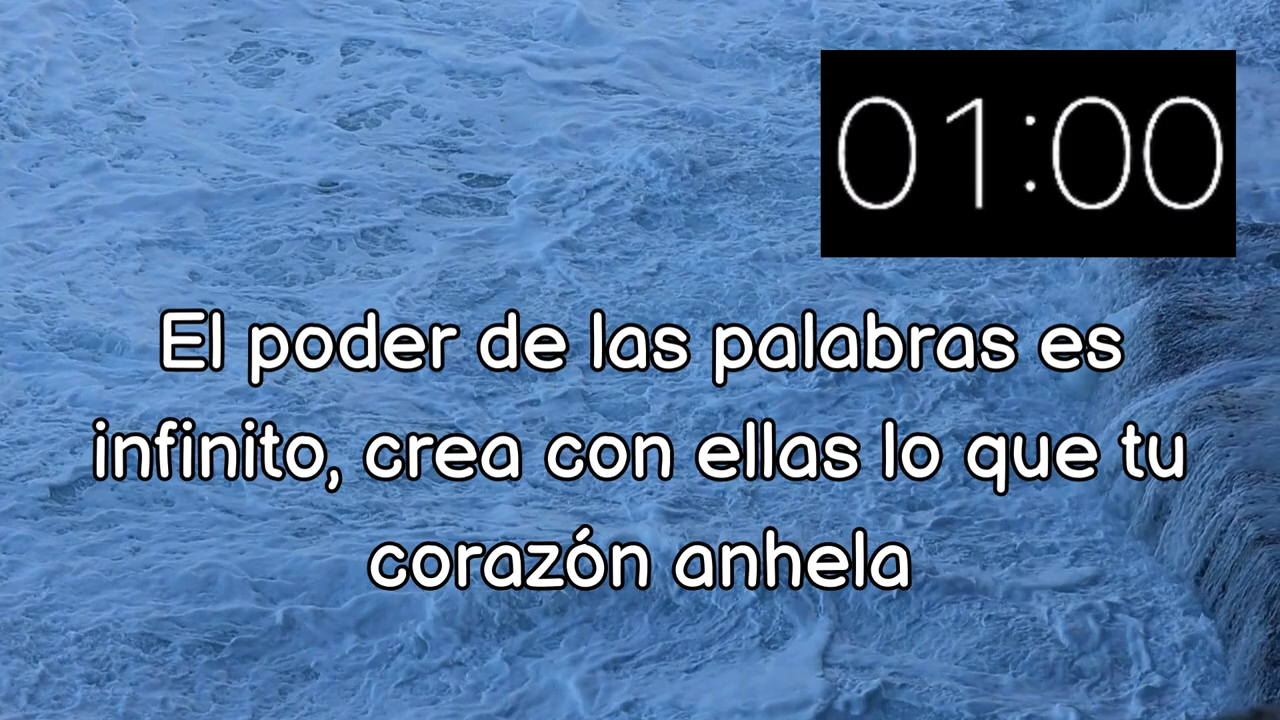 01:00
El poder de las palabras es
infinito, crea con ellas lo que tu
corazón anhela